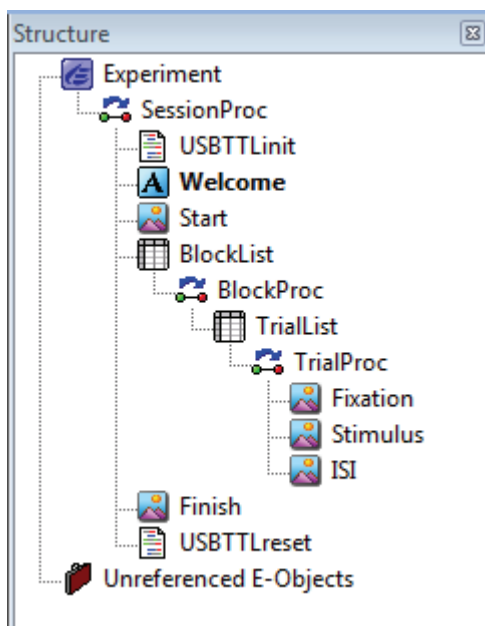 Structure
Experiment
SessionProc
USBTTLinit
Welcome
Start
BlockList
BlockProc
TrialList
TrialProc
Fixation
Stimulus
ISI
Finish
USBTTLreset
Unreferenced E-Objects